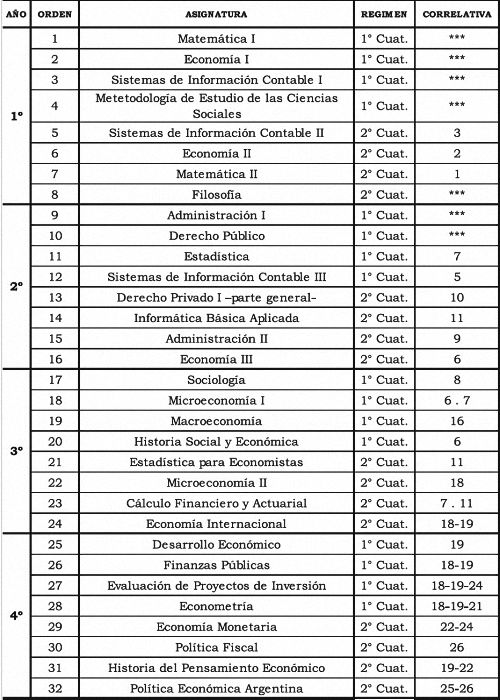 AÑO ORDEN ASIGNATURA REGIMEN CORRELATIVA
1º
1 Matemática I 1° Cuat. ***
2 Economía I 1° Cuat. ***
3 Sistemas de Información Contable I 1° Cuat. ***
4 Metetodología de Estudio de las Ciencias Sociales 1° Cuat. ***
5 Sistemas de Información Contable II 2° Cuat. 3
6 Economía II 2° Cuat. 2
7 Matemática II 2° Cuat. 1
8 Filosofía 2° Cuat. ***
2º
9 Administración I 1° Cuat. ***
10 Derecho Público 1° Cuat. ***
11 Estadística 1° Cuat. 7
12 Sistemas de Información Contable III 1° Cuat. 5
13 Derecho Privado I –parte general- 2° Cuat. 10
14 Informática Básica Aplicada 2° Cuat. 11
15 Administración II 2° Cuat. 9
16 Economía III 2° Cuat. 6
3º
17 Sociología 1° Cuat. 8
18 Microeconomía I 1° Cuat. 6 . 7
19 Macroeconomía 1° Cuat. 16
20 Historia Social y Económica 1° Cuat. 6
21 Estadística para Economistas 2° Cuat. 11
22 Microeconomía II 2° Cuat. 18
23 Cálculo Financiero y Actuarial 2° Cuat. 7 . 11
24 Economía Internacional 2° Cuat. 18-19
4º
25 Desarrollo Económico 1° Cuat. 19
26 Finanzas Públicas 1° Cuat. 18-19
27 Evaluación de Proyectos de Inversión 1° Cuat. 18-19-24
28 Econometría 1° Cuat. 18-19-21
29 Economía Monetaria 2° Cuat. 22-24
30 Política Fiscal 2° Cuat. 26
31 Historia del Pensamiento Económico 2° Cuat. 19-22
32 Política Económica Argentina 2° Cuat. 25-26